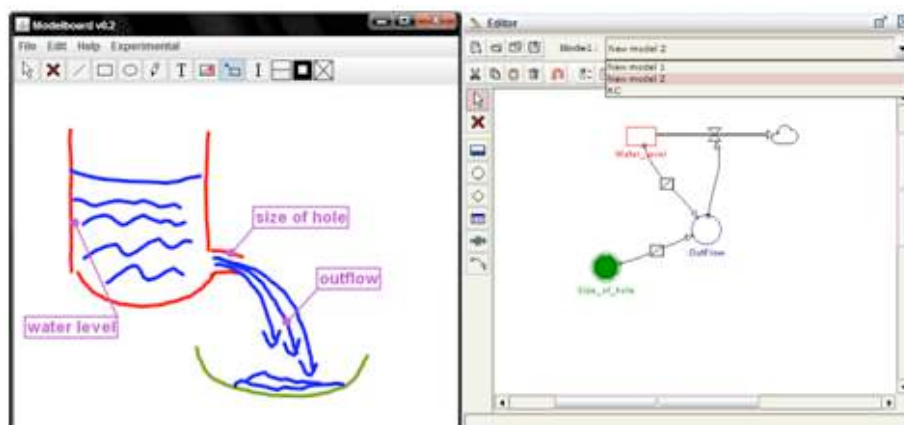 Modelboard v0.2
File Edit Help Experimental
T
size of hole
outflow
water level
Editor
Model: New model 2
New model 1
New model 2
RC
Water_level
OutFlow
Size_of_hole